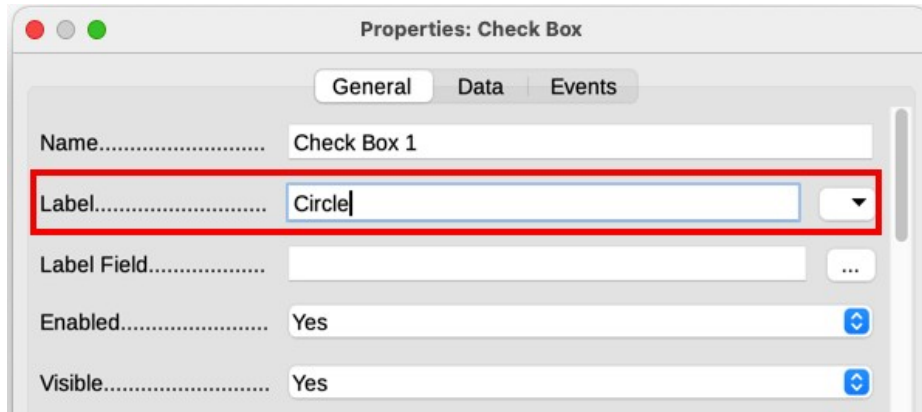 Properties: Check Box
General Data Events
Name........................... Check Box 1
Label............................ Circle
Label Field.................... ...
Enabled........................ Yes
Visible........................... Yes